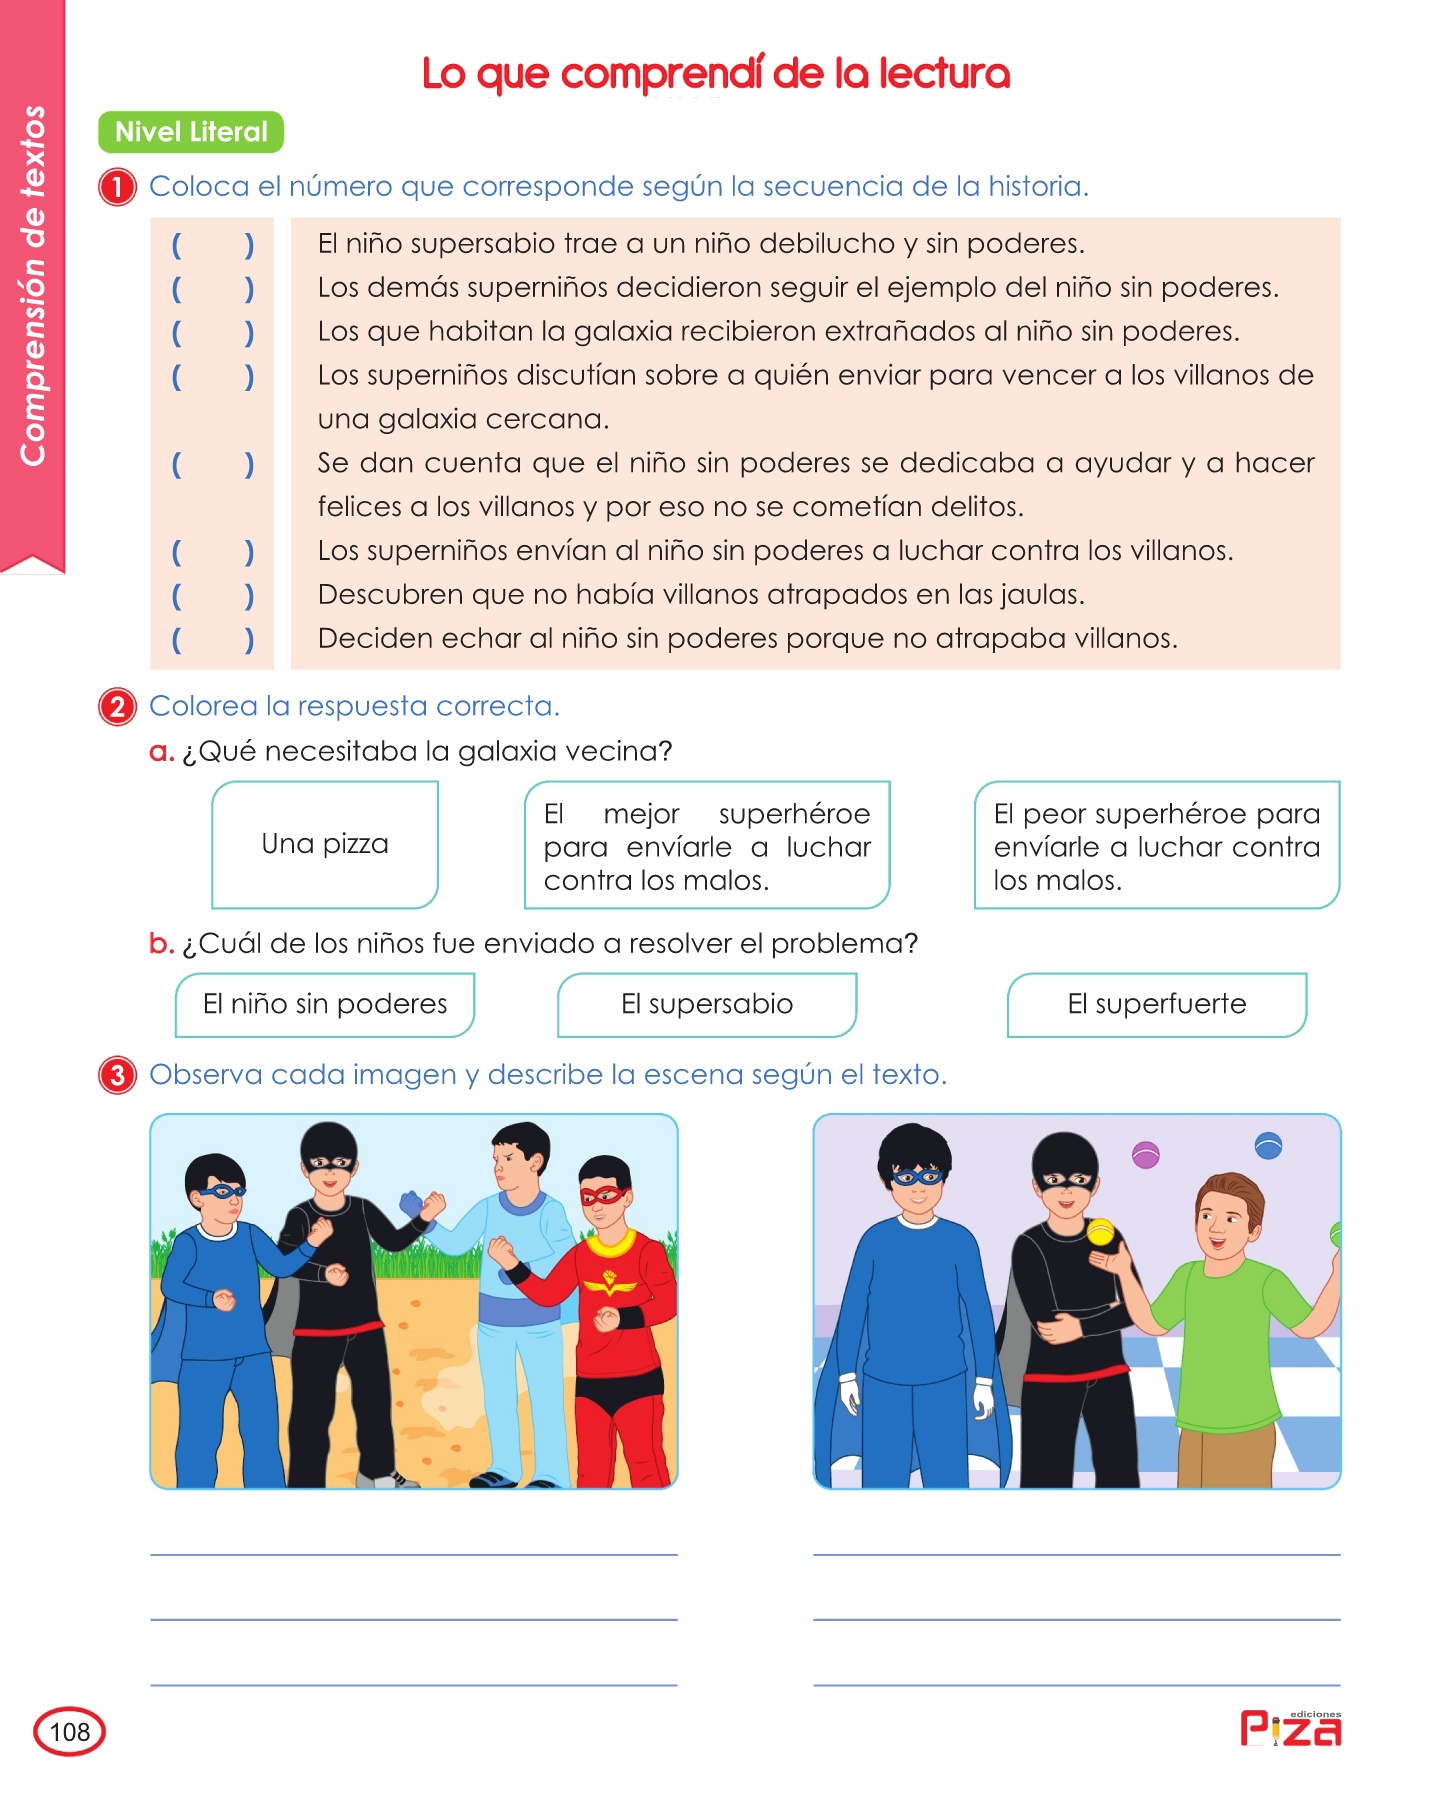 Lo que comprendí de la lectura
Comprensión de textos
Nivel Literal
1 Coloca el número que corresponde según la secuencia de la historia.
( ) El niño supersabio trae a un niño debilucho y sin poderes.
( ) Los demás superniños decidieron seguir el ejemplo del niño sin poderes.
( ) Los que habitan la galaxia recibieron extrañados al niño sin poderes.
( ) Los superniños discutían sobre a quién enviar para vencer a los villanos de
una galaxia cercana.
( ) Se dan cuenta que el niño sin poderes se dedicaba a ayudar y a hacer
felices a los villanos y por eso no se cometían delitos.
( ) Los superniños envían al niño sin poderes a luchar contra los villanos.
( ) Descubren que no había villanos atrapados en las jaulas.
( ) Deciden echar al niño sin poderes porque no atrapaba villanos.
2 Colorea la respuesta correcta.
a. ¿Qué necesitaba la galaxia vecina?
Una pizza
El mejor superhéroe
para envíarle a luchar
contra los malos.
El peor superhéroe para
envíarle a luchar contra
los malos.
b. ¿Cuál de los niños fue enviado a resolver el problema?
El niño sin poderes
El supersabio
El superfuerte
3 Observa cada imagen y describe la escena según el texto.
108
ediciones
Piza